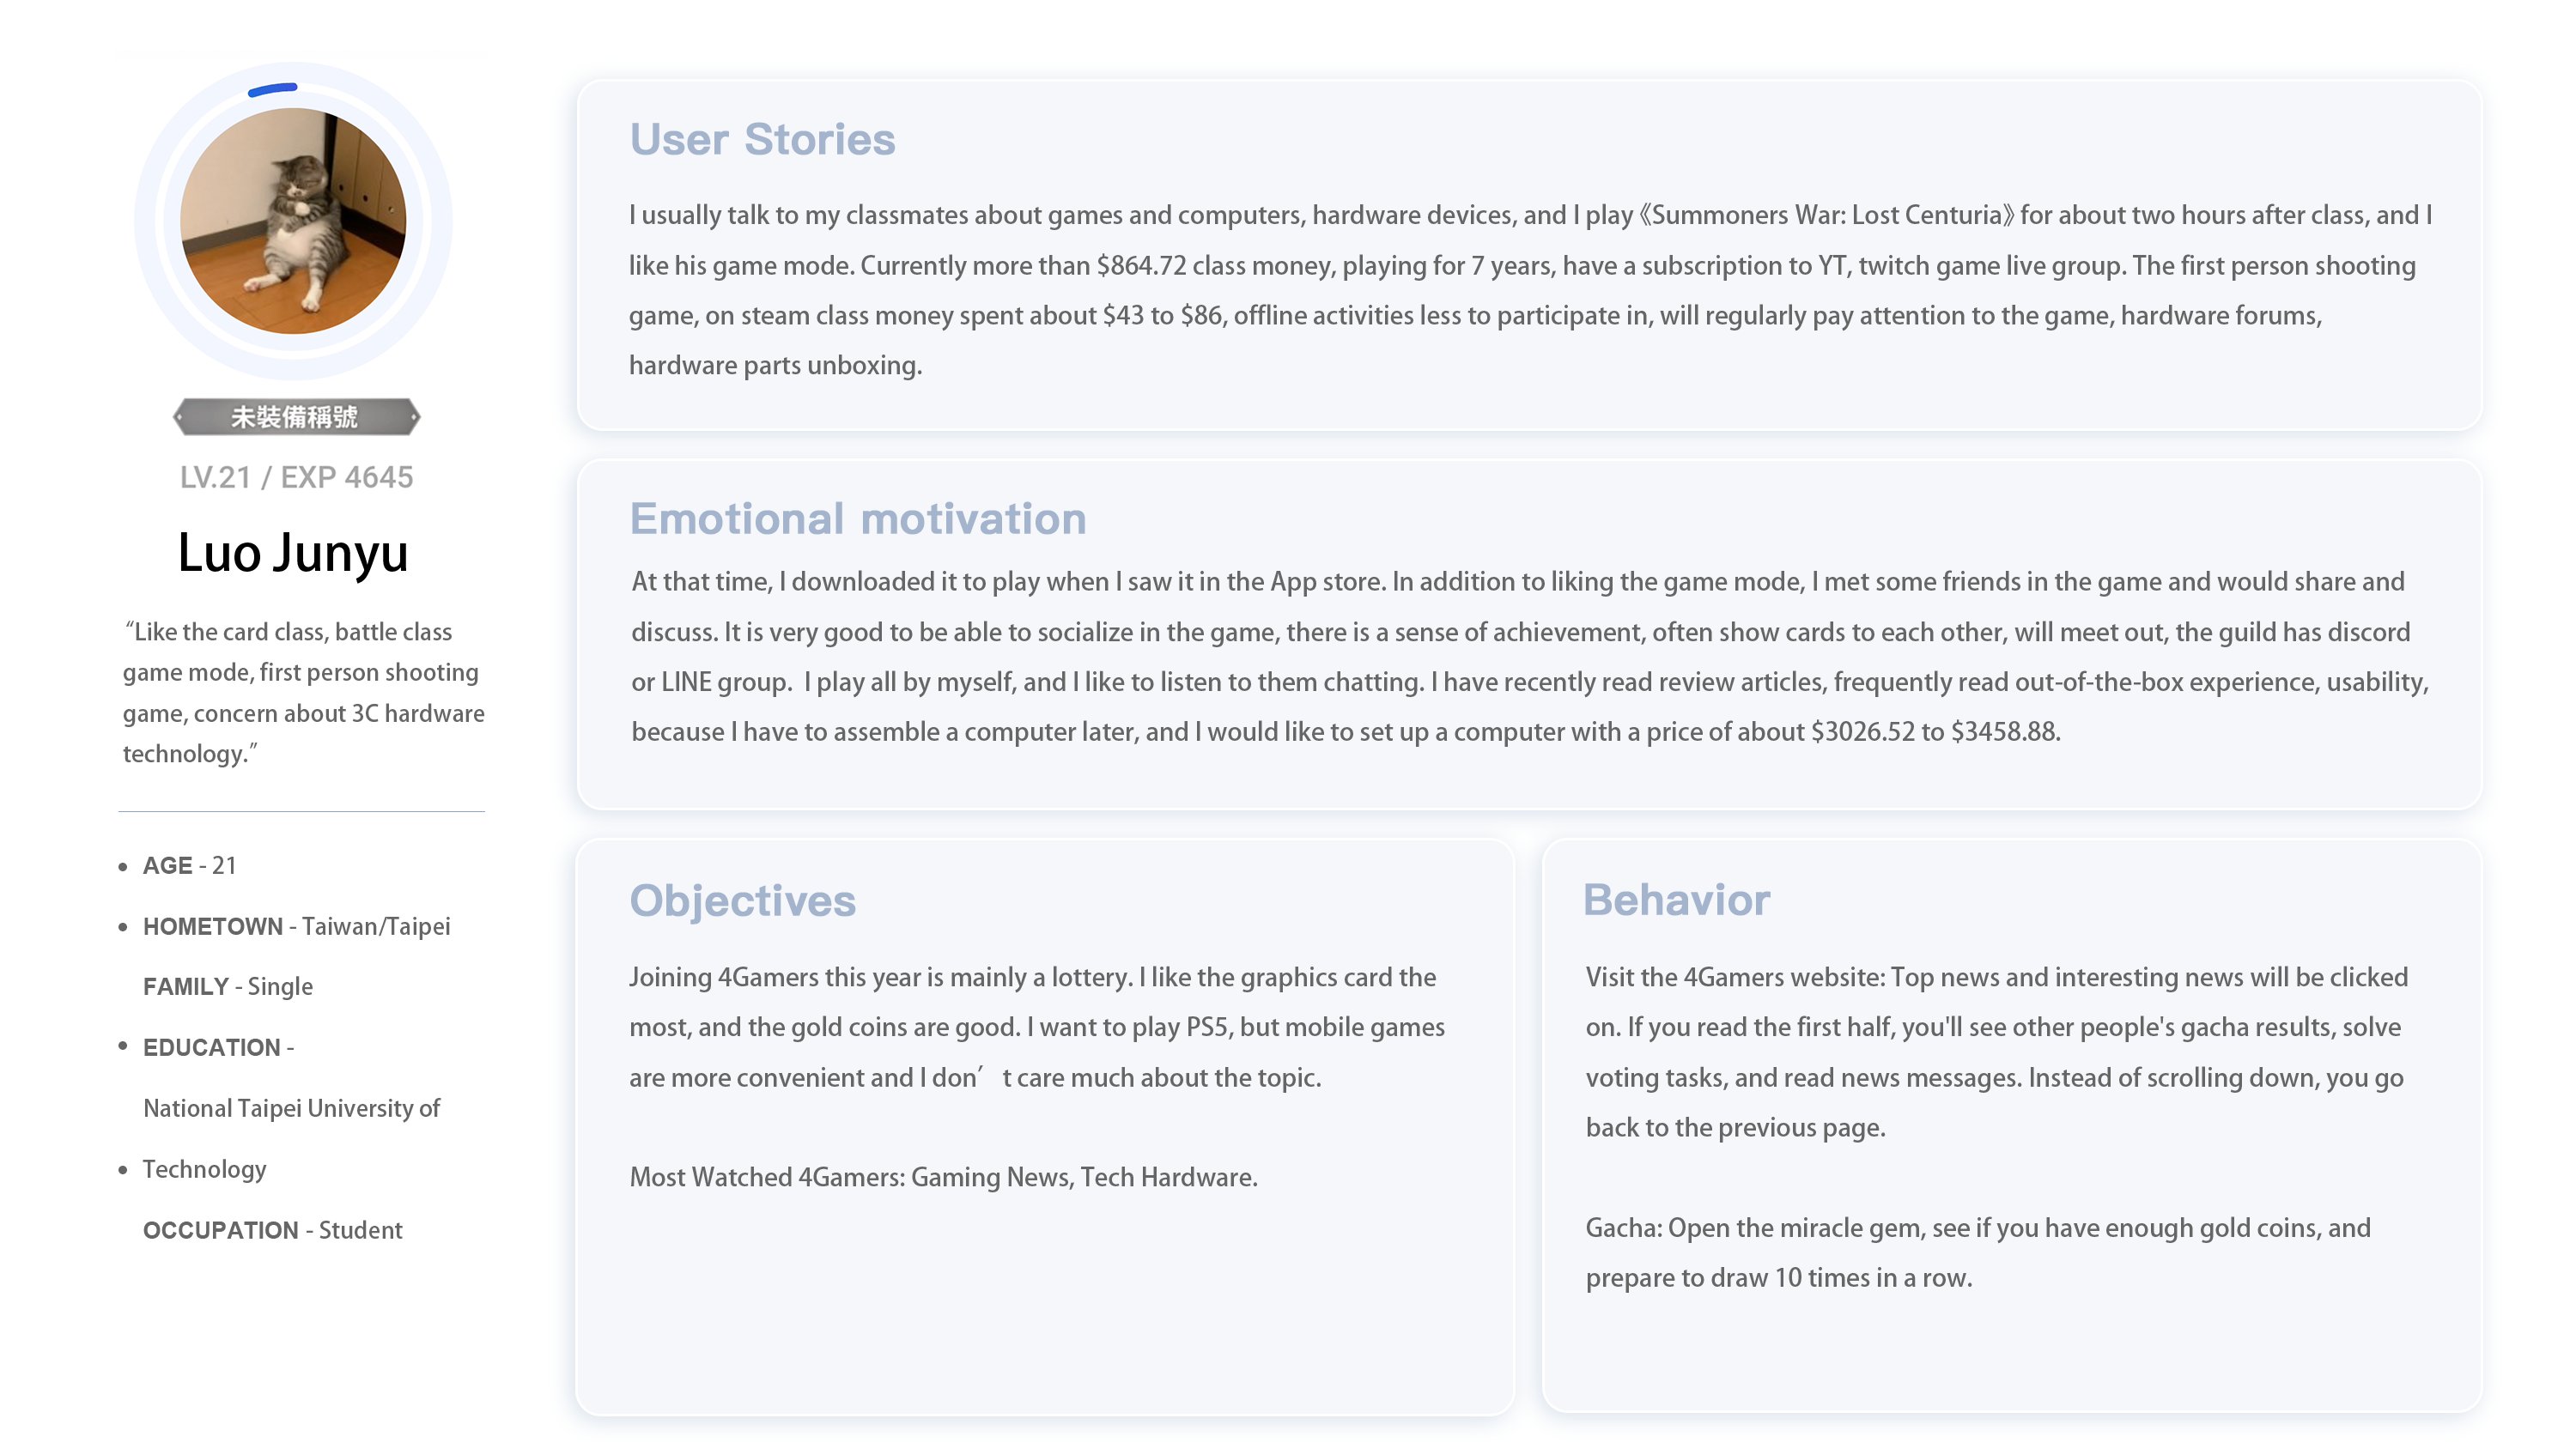 未裝備稱號
LV.21 / EXP 4645
Luo Junyu
“Like the card class, battle class
game mode, first person shooting
game, concern about 3C hardware
technology.”
• AGE - 21
• HOMETOWN - Taiwan/Taipei
FAMILY - Single
• EDUCATION -
National Taipei University of
• Technology
OCCUPATION - Student
User Stories
I usually talk to my classmates about games and computers, hardware devices, and I play《Summoners War: Lost Centuria》for about two hours after class, and I
like his game mode. Currently more than $864.72 class money, playing for 7 years, have a subscription to YT, twitch game live group. The first person shooting
game, on steam class money spent about $43 to $86, offline activities less to participate in, will regularly pay attention to the game, hardware forums,
hardware parts unboxing.
Emotional motivation
At that time, I downloaded it to play when I saw it in the App store. In addition to liking the game mode, I met some friends in the game and would share and
discuss. It is very good to be able to socialize in the game, there is a sense of achievement, often show cards to each other, will meet out, the guild has discord
or LINE group.  I play all by myself, and I like to listen to them chatting. I have recently read review articles, frequently read out-of-the-box experience, usability,
because I have to assemble a computer later, and I would like to set up a computer with a price of about $3026.52 to $3458.88.
Objectives
Joining 4Gamers this year is mainly a lottery. I like the graphics card the
most, and the gold coins are good. I want to play PS5, but mobile games
are more convenient and I don’ t care much about the topic.
Most Watched 4Gamers: Gaming News, Tech Hardware.
Behavior
Visit the 4Gamers website: Top news and interesting news will be clicked
on. If you read the first half, you'll see other people's gacha results, solve
voting tasks, and read news messages. Instead of scrolling down, you go
back to the previous page.
Gacha: Open the miracle gem, see if you have enough gold coins, and
prepare to draw 10 times in a row.